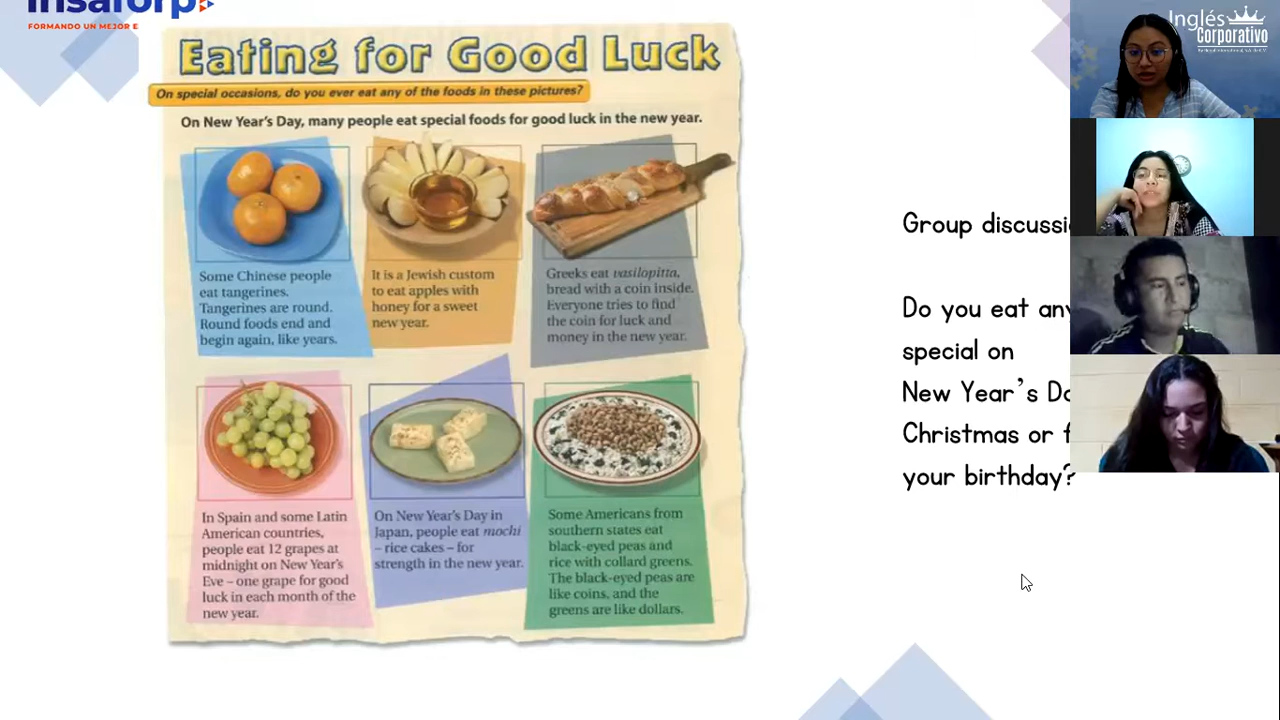 Insaforp
FORMANDO UN MEJOR E
Eating for Good Luck
On special occasions, do you ever eat any of the foods in these pictures?
On New Year's Day, many people eat special foods for good luck in the new year.
Some Chinese people
eat tangerines.
Tangerines are round.
Round foods end and
begin again, like years.
It is a Jewish custom
to eat apples with
honey for a sweet
new year.
Greeks eat vasilopitta,
bread with a coin inside.
Everyone tries to find
the coin for luck and
money in the new year.
In Spain and some Latin
American countries,
people eat 12 grapes at
midnight on New Year's
Eve – one grape for good
luck in each month of the
new year.
On New Year's Day in
Japan, people eat mochi
– rice cakes – for
strength in the new year.
Some Americans from
southern states eat
black-eyed peas and
rice with collard greens.
The black-eyed peas are
like coins, and the
greens are like dollars.
Group discussi
Do you eat any
special on
New Year's Da
Christmas or f
your birthday?
Inglés
Corporativo